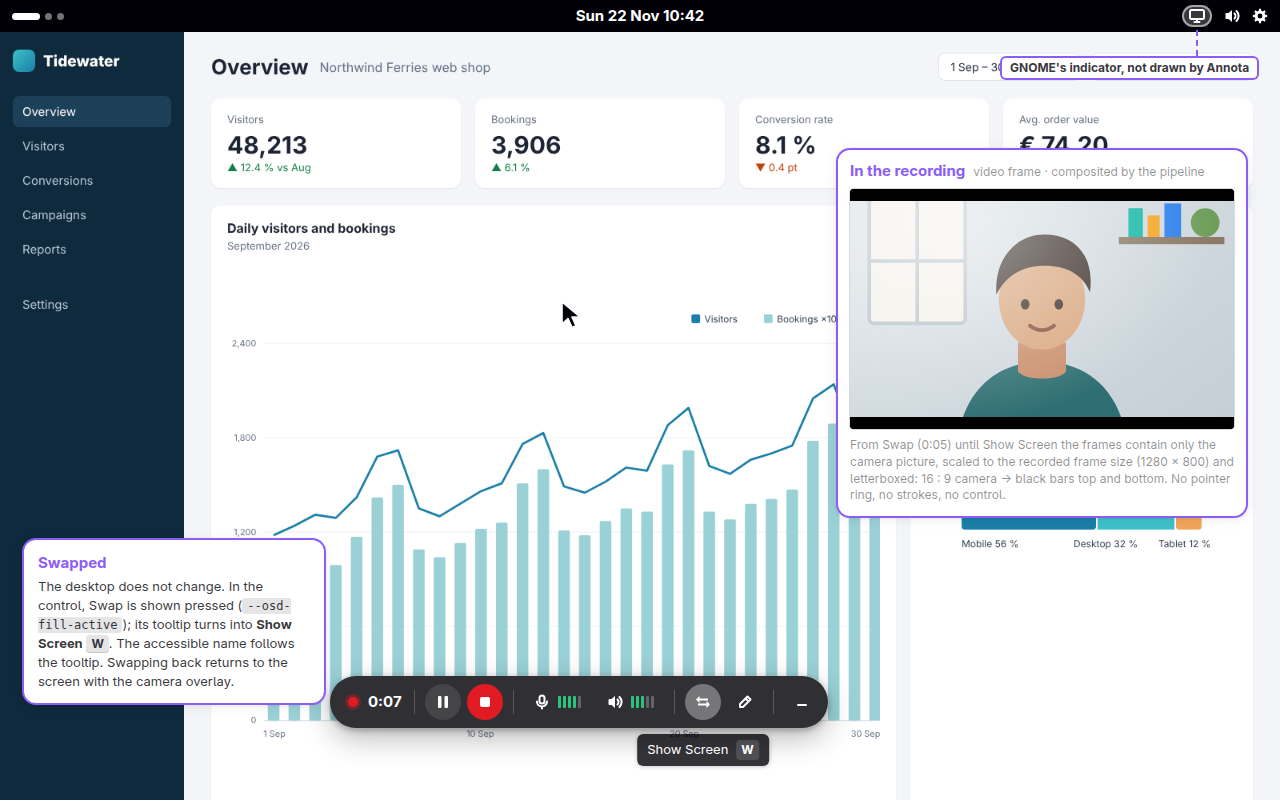 Sun 22 Nov 10:42
Tidewater
Overview
Visitors
Conversions
Campaigns
Reports
Settings
Overview Northwind Ferries web shop
1 Sep – 30
GNOME's indicator, not drawn by Annota
Visitors
48,213
▲ 12.4 % vs Aug
Bookings
3,906
▲ 6.1 %
Conversion rate
8.1 %
▼ 0.4 pt
Avg. order value
€ 74.20
Daily visitors and bookings
September 2026
Visitors Bookings ×10
2,400
1,800
1,200
0
1 Sep 10 Sep 20 Sep 30 Sep
In the recording video frame · composited by the pipeline
From Swap (0:05) until Show Screen the frames contain only the
camera picture, scaled to the recorded frame size (1280 × 800) and
letterboxed: 16 : 9 camera → black bars top and bottom. No pointer
ring, no strokes, no control.
Mobile 56 % Desktop 32 % Tablet 12 %
Swapped
The desktop does not change. In the
control, Swap is shown pressed (--osd-
fill-active); its tooltip turns into Show
Screen W. The accessible name follows
the tooltip. Swapping back returns to the
screen with the camera overlay.
0:07
Show Screen W